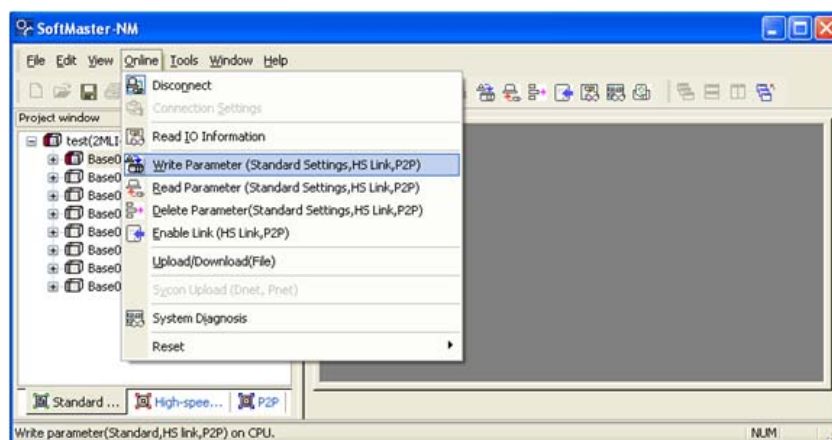 SoftMaster-NM
File Edit View Online Tools Window Help
Project window
test(2MLI-
Base0
Base0
Base0
Base0
Base0
Base0
Base0
Base0
Disconnect
Connection Settings
Read IO Information
Write Parameter (Standard Settings,HS Link,P2P)
Read Parameter (Standard Settings,HS Link,P2P)
Delete Parameter(Standard Settings,HS Link,P2P)
Enable Link (HS Link,P2P)
Upload/Download(File)
Sycon Upload (Dnet, Pnet)
System Diagnosis
Reset
Standard ... High-spee... P2P
Write parameter(Standard,HS link,P2P) on CPU. NUM